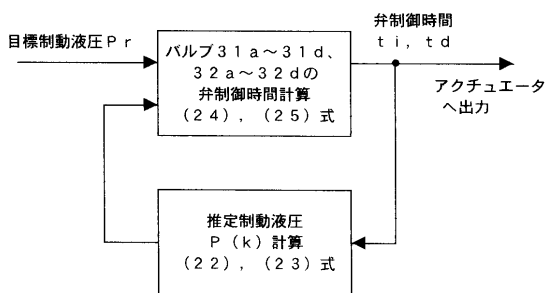 目標制動液圧Ｐｒ
バルブ３１ａ～３１ｄ、
３２ａ～３２ｄの
弁制御時間計算
（２４），（２５）式
弁制御時間
ｔｉ，ｔｄ
アクチュエータ
へ出力
推定制動液圧
Ｐ（ｋ）計算
（２２），（２３）式